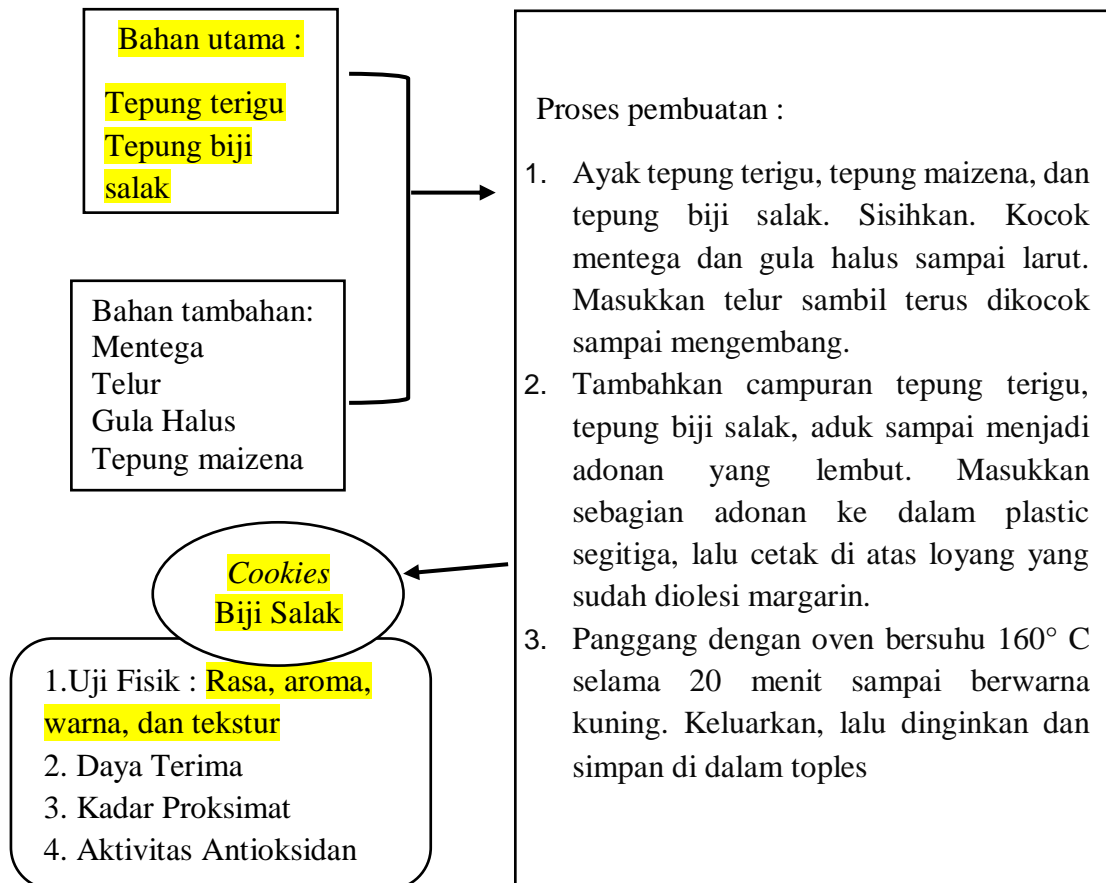 Bahan utama :
Tepung terigu
Tepung biji
salak
Bahan tambahan:
Mentega
Telur
Gula Halus
Tepung maizena
Proses pembuatan :
1. Ayak tepung terigu, tepung maizena, dan
tepung biji salak. Sisihkan. Kocok
mentega dan gula halus sampai larut.
Masukkan telur sambil terus dikocok
sampai mengembang.
2. Tambahkan campuran tepung terigu,
tepung biji salak, aduk sampai menjadi
adonan yang lembut. Masukkan
sebagian adonan ke dalam plastic
segitiga, lalu cetak di atas loyang yang
sudah diolesi margarin.
3. Panggang dengan oven bersuhu 160° C
selama 20 menit sampai berwarna
kuning. Keluarkan, lalu dinginkan dan
simpan di dalam toples
Cookies
Biji Salak
1.Uji Fisik : Rasa, aroma,
warna, dan tekstur
2. Daya Terima
3. Kadar Proksimat
4. Aktivitas Antioksidan